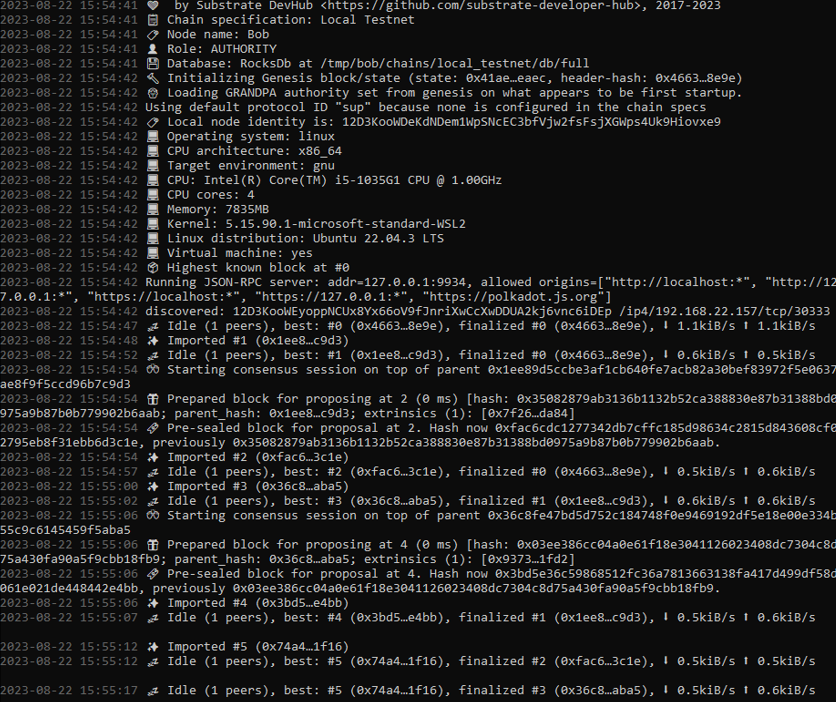 2023-08-22 15:54:41 ❤️  by Substrate DevHub <https://github.com/substrate-developer-hub>, 2017-2023
2023-08-22 15:54:41 📋 Chain specification: Local Testnet
2023-08-22 15:54:41 🏷 Node name: Bob
2023-08-22 15:54:41 👤 Role: AUTHORITY
2023-08-22 15:54:41 💾 Database: RocksDb at /tmp/bob/chains/local_testnet/db/full
2023-08-22 15:54:42 🔨 Initializing Genesis block/state (state: 0x41ae…eaec, header-hash: 0x4663…8e9e)
2023-08-22 15:54:42 👴 Loading GRANDPA authority set from genesis on what appears to be first startup.
2023-08-22 15:54:42 Using default protocol ID "sup" because none is configured in the chain specs
2023-08-22 15:54:42 🏷 Local node identity is: 12D3KooWDeKdNDem1WpSNcEC3bfVjw2fsFsjXGWps4Uk9Hiovxe9
2023-08-22 15:54:42 💻 Operating system: linux
2023-08-22 15:54:42 💻 CPU architecture: x86_64
2023-08-22 15:54:42 💻 Target environment: gnu
2023-08-22 15:54:42 💻 CPU: Intel(R) Core(TM) i5-1035G1 CPU @ 1.00GHz
2023-08-22 15:54:42 💻 CPU cores: 4
2023-08-22 15:54:42 💻 Memory: 7835MB
2023-08-22 15:54:42 💻 Kernel: 5.15.90.1-microsoft-standard-WSL2
2023-08-22 15:54:42 💻 Linux distribution: Ubuntu 22.04.3 LTS
2023-08-22 15:54:42 💻 Virtual machine: yes
2023-08-22 15:54:42 📦 Highest known block at #0
2023-08-22 15:54:42 Running JSON-RPC server: addr=127.0.0.1:9934, allowed origins=["http://localhost:*", "http://12
7.0.0.1:*", "https://localhost:*", "https://127.0.0.1:*", "https://polkadot.js.org"]
2023-08-22 15:54:42 discovered: 12D3KooWEyoppNCUx8Yx66oV9fJnriXwCcXwDDUA2kj6vnc6iDEp /ip4/192.168.22.157/tcp/30333
2023-08-22 15:54:47 💤 Idle (1 peers), best: #0 (0x4663…8e9e), finalized #0 (0x4663…8e9e), ⬇ 1.1kiB/s ⬆ 1.1kiB/s
2023-08-22 15:54:48 ✨ Imported #1 (0x1ee8…c9d3)
2023-08-22 15:54:52 💤 Idle (1 peers), best: #1 (0x1ee8…c9d3), finalized #0 (0x4663…8e9e), ⬇ 0.6kiB/s ⬆ 0.5kiB/s
2023-08-22 15:54:54 🙌 Starting consensus session on top of parent 0x1ee89d5ccbe3af1cb640fe7acb82a30bef83972f5e0637
ae8f9f5ccd96b7c9d3
2023-08-22 15:54:54 🎁 Prepared block for proposing at 2 (0 ms) [hash: 0x35082879ab3136b1132b52ca388830e87b31388bd0
975a9b87b0b779902b6aab; parent_hash: 0x1ee8…c9d3; extrinsics (1): [0x7f26…da84]
2023-08-22 15:54:54 🔖 Pre-sealed block for proposal at 2. Hash now 0xfac6cdc1277342db7cffc185d98634c2815d843608cf0
2795eb8f31ebb6d3c1e, previously 0x35082879ab3136b1132b52ca388830e87b31388bd0975a9b87b0b779902b6aab.
2023-08-22 15:54:54 ✨ Imported #2 (0xfac6…3c1e)
2023-08-22 15:54:57 💤 Idle (1 peers), best: #2 (0xfac6…3c1e), finalized #0 (0x4663…8e9e), ⬇ 0.5kiB/s ⬆ 0.6kiB/s
2023-08-22 15:55:00 ✨ Imported #3 (0x36c8…aba5)
2023-08-22 15:55:02 💤 Idle (1 peers), best: #3 (0x36c8…aba5), finalized #1 (0x1ee8…c9d3), ⬇ 0.6kiB/s ⬆ 0.6kiB/s
2023-08-22 15:55:06 🙌 Starting consensus session on top of parent 0x36c8fe47bd5d752c184748f0e9469192df5e18e00e334b
55c9c6145459f5aba5
2023-08-22 15:55:06 🎁 Prepared block for proposing at 4 (0 ms) [hash: 0x03ee386cc04a0e61f18e3041126023408dc7304c8d
75a430fa90a5f9cbb18fb9; parent_hash: 0x36c8…aba5; extrinsics (1): [0x9373…1fd2]
2023-08-22 15:55:06 🔖 Pre-sealed block for proposal at 4. Hash now 0x3bd5e36c59868512fc36a7813663138fa417d499df58d
061e021de448442e4bb, previously 0x03ee386cc04a0e61f18e3041126023408dc7304c8d75a430fa90a5f9cbb18fb9.
2023-08-22 15:55:06 ✨ Imported #4 (0x3bd5…e4bb)
2023-08-22 15:55:07 💤 Idle (1 peers), best: #4 (0x3bd5…e4bb), finalized #1 (0x1ee8…c9d3), ⬇ 0.5kiB/s ⬆ 0.6kiB/s
2023-08-22 15:55:12 ✨ Imported #5 (0x74a4…1f16)
2023-08-22 15:55:12 💤 Idle (1 peers), best: #5 (0x74a4…1f16), finalized #2 (0xfac6…3c1e), ⬇ 0.5kiB/s ⬆ 0.5kiB/s
2023-08-22 15:55:17 💤 Idle (1 peers), best: #5 (0x74a4…1f16), finalized #3 (0x36c8…aba5), ⬇ 0.5kiB/s ⬆ 0.6kiB/s